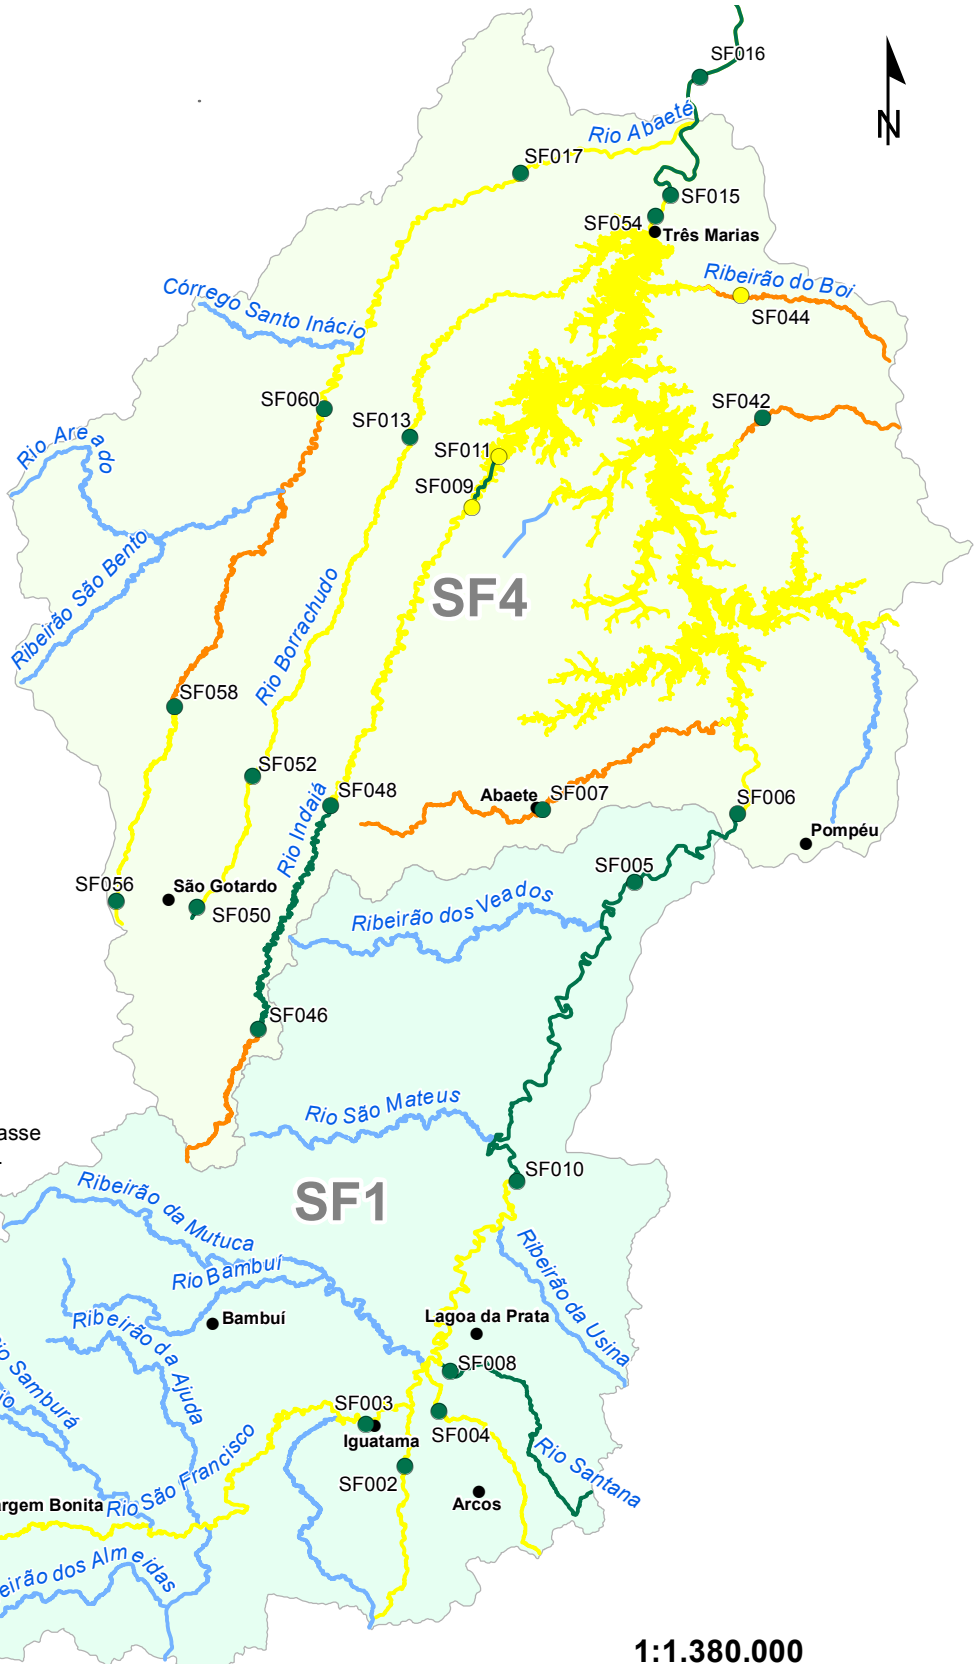 SF016
N
Rio Abaeté
SF017
SF015
SF054
Três Marias
Ribeirão do Boi
Córrego Santo Inácio
SF044
SF060
SF042
SF013
Rio Areado
SF011
SF009
Ribeirão São Bento
SF4
Rio Borrachudo
SF058
SF052
Rio Indaiá
SF048
Abaete
SF007
SF006
Pompéu
SF005
SF056
São Gotardo
SF050
Ribeirão dos Veados
SF046
Rio São Mateus
asse
SF010
Ribeirão da Mutuca
SF1
Rio Bambuí
Ribeirão da Usina
Bambuí
Lagoa da Prata
Ribeirão da Ajuda
io Samburá
io
SF008
SF003
Iguatama
SF004
Rio São Francisco
SF002
Rio Santana
Arcos
argem Bonita
eirão dos Almeidas
1:1.380.000